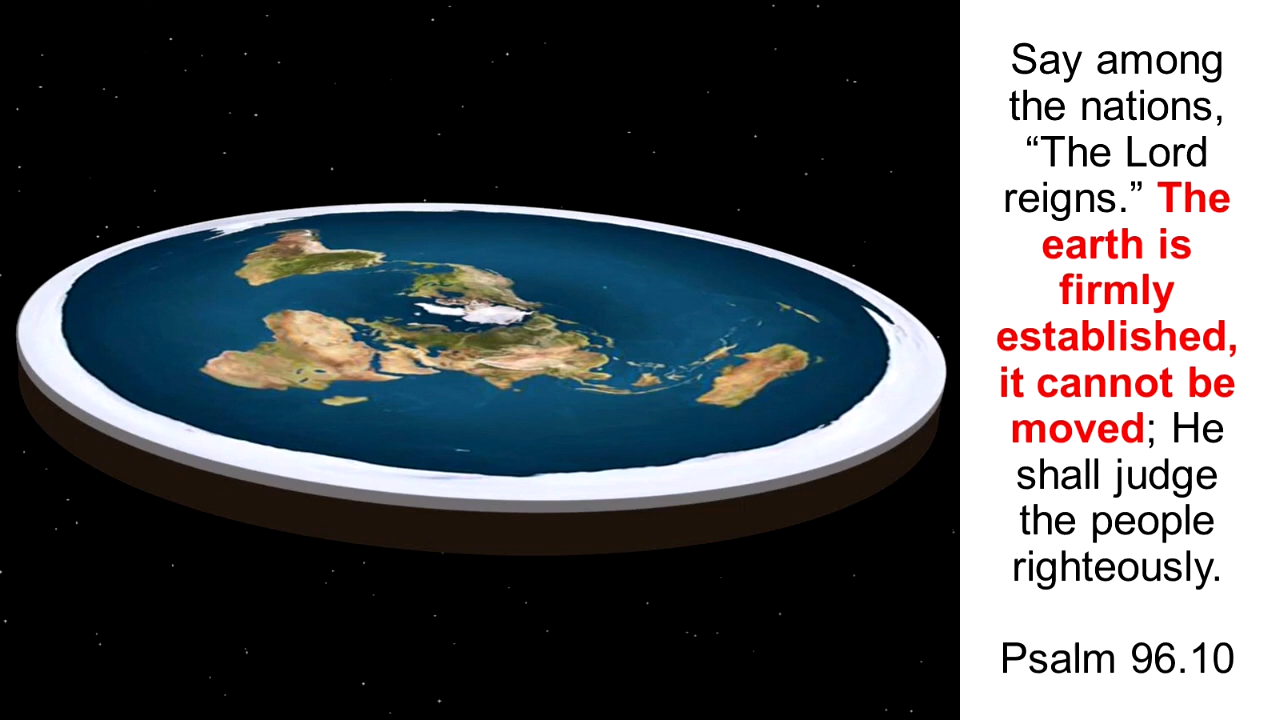 Say among
the nations,
“The Lord
reigns.” The
earth is
firmly
established,
it cannot be
moved; He
shall judge
the people
righteously.
Psalm 96.10